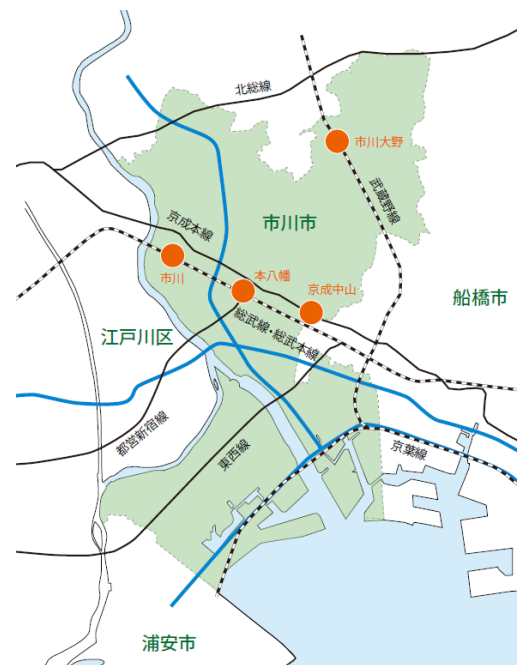 北総線
市川大野
武蔵野線
京成本線
市川市
市川
本八幡
京成中山
船橋市
総武線・総武本線
江戸川区
都営新宿線
東西線
京葉線
浦安市